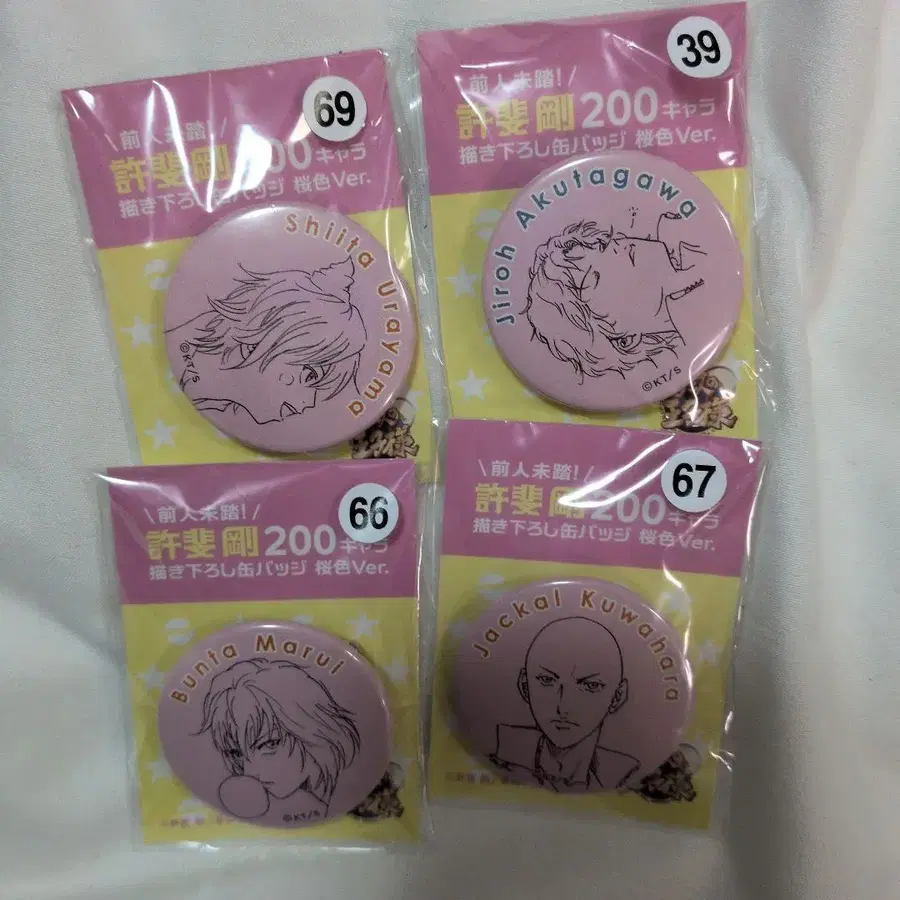 69
\前人未踏!/
許斐剛200キャラ
描き下ろし缶バッジ 桜色Ver.
Shiita Urayama
©KT/S
39
前人未踏!/
許斐剛200キャラ
描き下ろし缶バッジ 桜色Ver.
Jiroh Akutagawa
©KT/S
66
\前人未踏!/
許斐剛200キャラ
描き下ろし缶バッジ 桜色Ver.
Bunta Marui
©KT/S
67
\前人未踏!/
許斐剛200キャラ
描き下ろし缶バッジ 桜色Ver.
Jackal Kuwahara